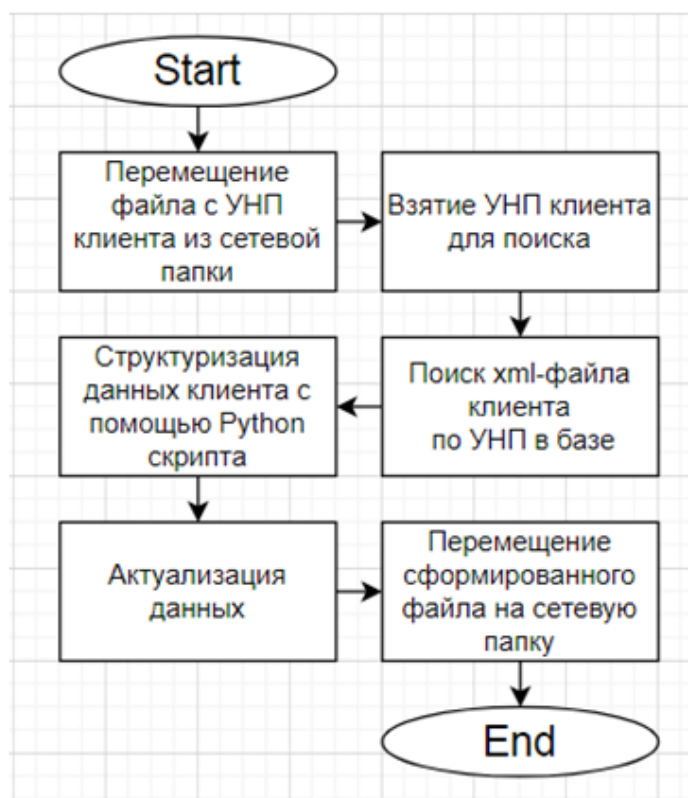 Start
Перемещение
файла с УНП
клиента из сетевой
папки
Взятие УНП клиента
для поиска
Поиск xml-файла
клиента
по УНП в базе
Структуризация
данных клиента с
помощью Python
скрипта
Актуализация
данных
Перемещение
сформированного
файла на сетевую
папку
End